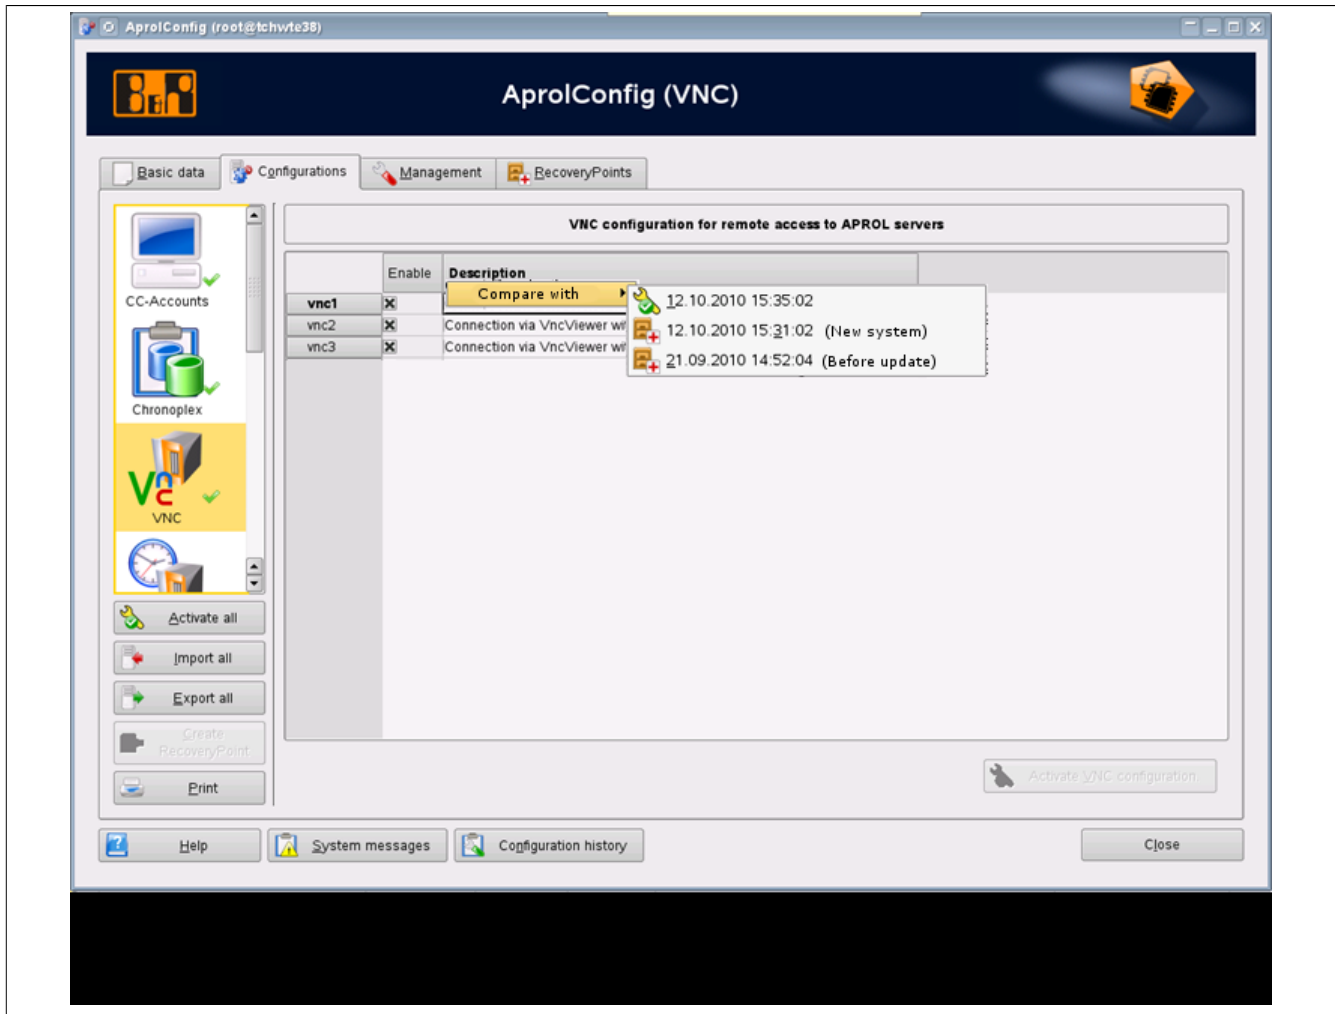 AprolConfig (root@tchwte38)
B&R
AprolConfig (VNC)
Basic data
Configurations
Management
RecoveryPoints
CC-Accounts
Chronoplex
VNC
VNC
Activate all
Import all
Export all
Create
RecoveryPoint
Print
VNC configuration for remote access to APROL servers
Enable Description
vnc1
vnc2 Connection via VncViewer
vnc3 Connection via VncViewer
Compare with
12.10.2010 15:35:02
12.10.2010 15:31:02 (New system)
21.09.2010 14:52:04 (Before update)
Activate VNC configuration
Help
System messages
Configuration history
Close